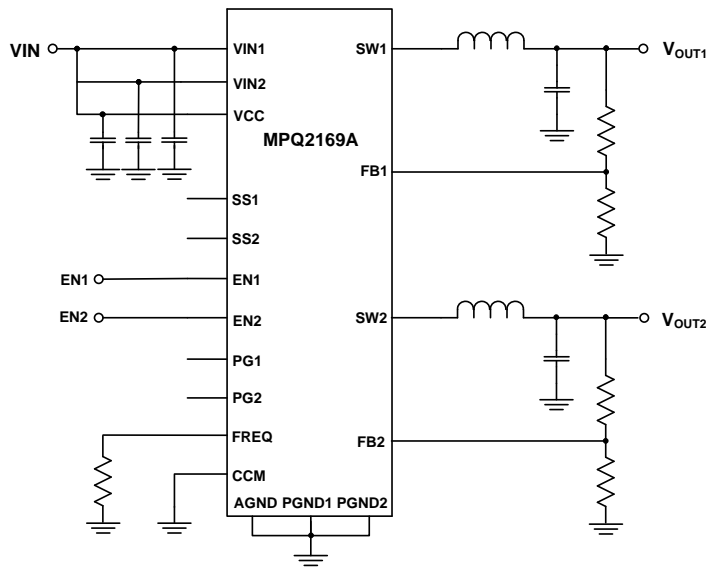 VIN
VIN1
VIN2
VCC
MPQ2169A
SW1
VOUT1
FB1
SS1
SS2
EN1
EN1
EN2
EN2
SW2
VOUT2
PG1
PG2
FREQ
FB2
CCM
AGND PGND1 PGND2